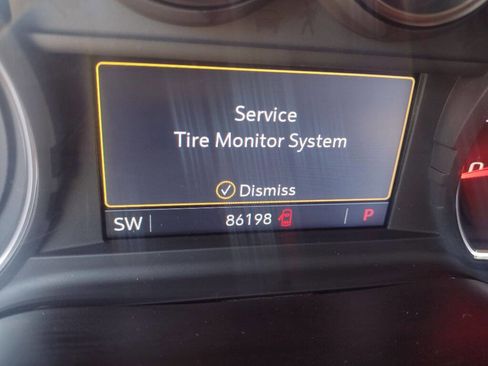 Service
Tire Monitor System
Dismiss
SW 86198 P